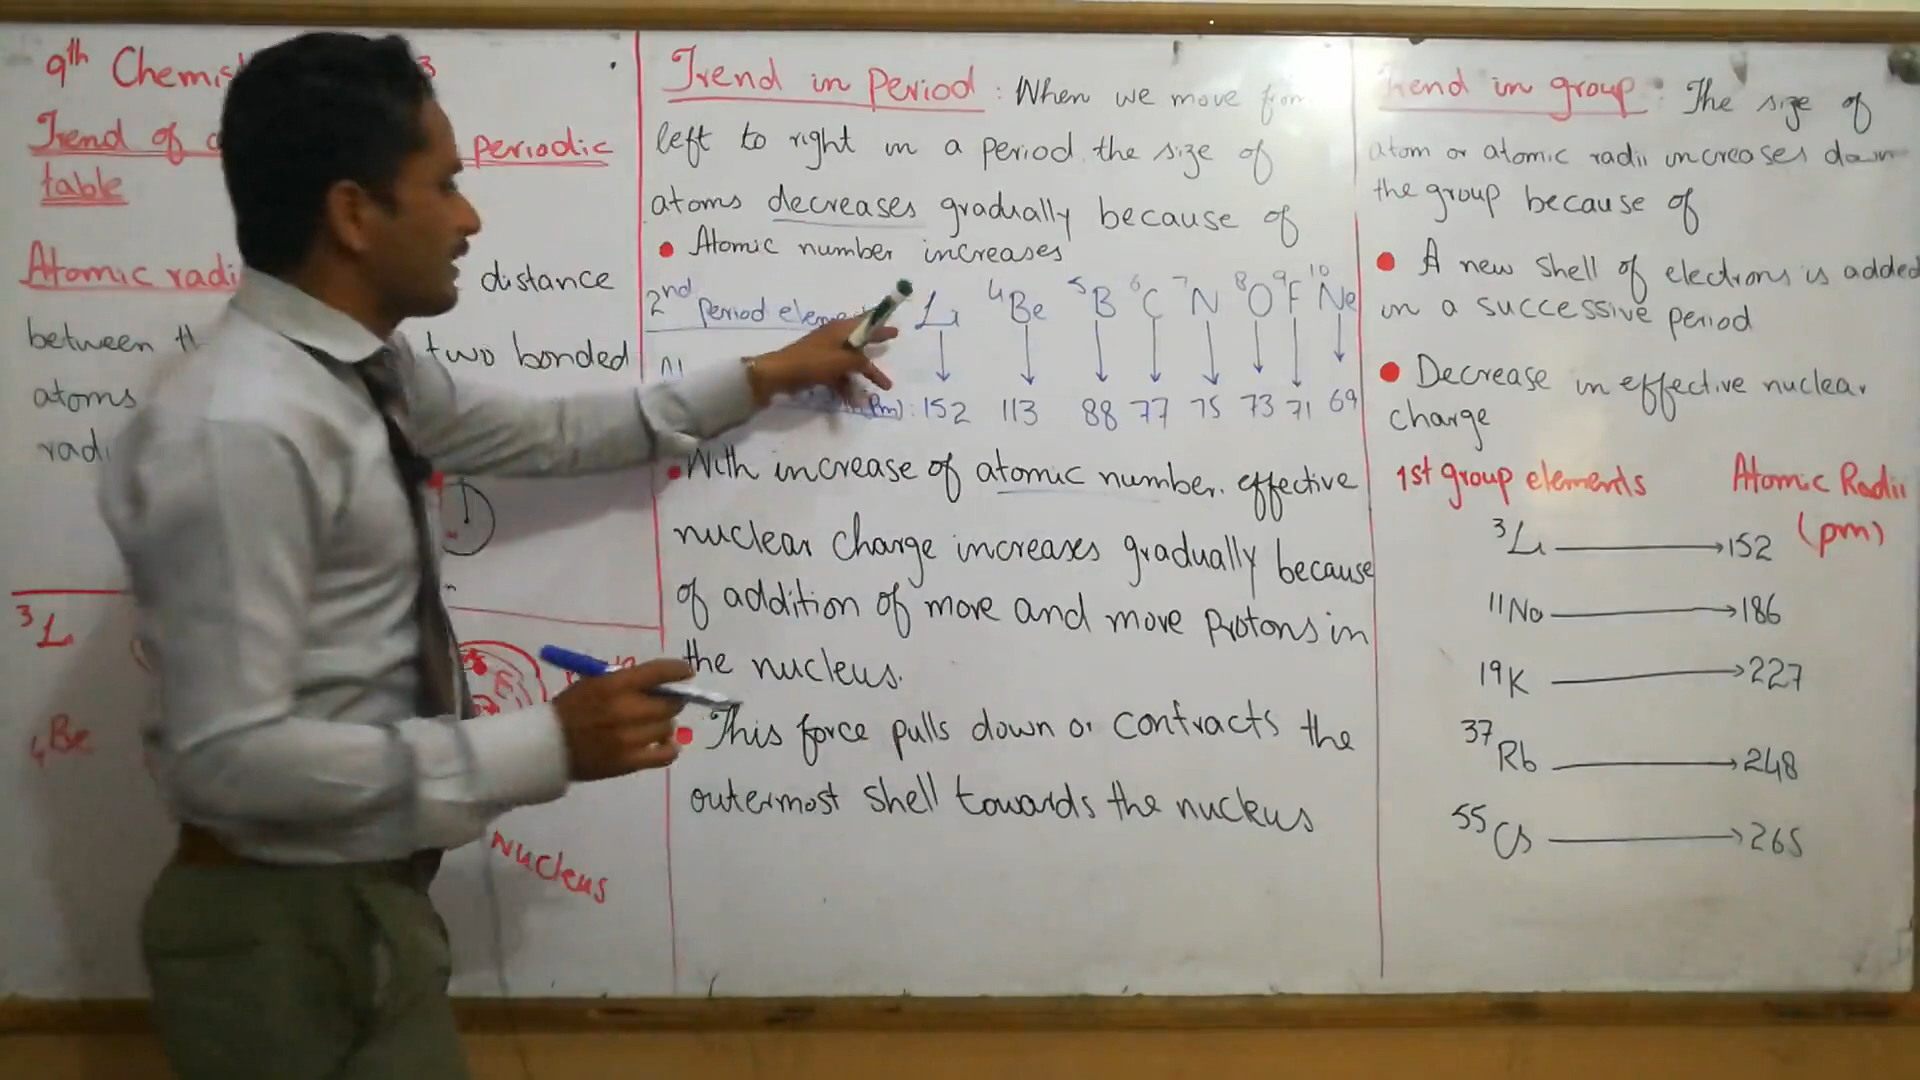 9th Chemis 3
Trend of periodic
table
Atomic radi distance
between two bonded
atoms
radi
3Li
4Be
Nucleus
Trend in Period: When we move from
left to right in a period the size of
atoms decreases gradually because of
• Atomic number increases
2nd Period elem Li 4Be 5B 6C 7N 8O 9F 10Ne
(Pm): 152 113 88 77 75 73 71 69
• With increase of atomic number. effective
nuclear charge increases gradually because
of addition of more and more protons in
the nucleus.
• This force pulls down or contracts the
outermost shell towards the nucleus
Trend in group: The size of
atom or atomic radii increases down
the group because of
• A new shell of electrons is added
in a successive period
• Decrease in effective nuclear
charge
1st group elements Atomic Radii
(pm)
3Li 152
11Na 186
19K 227
37Rb 248
55Cs 265